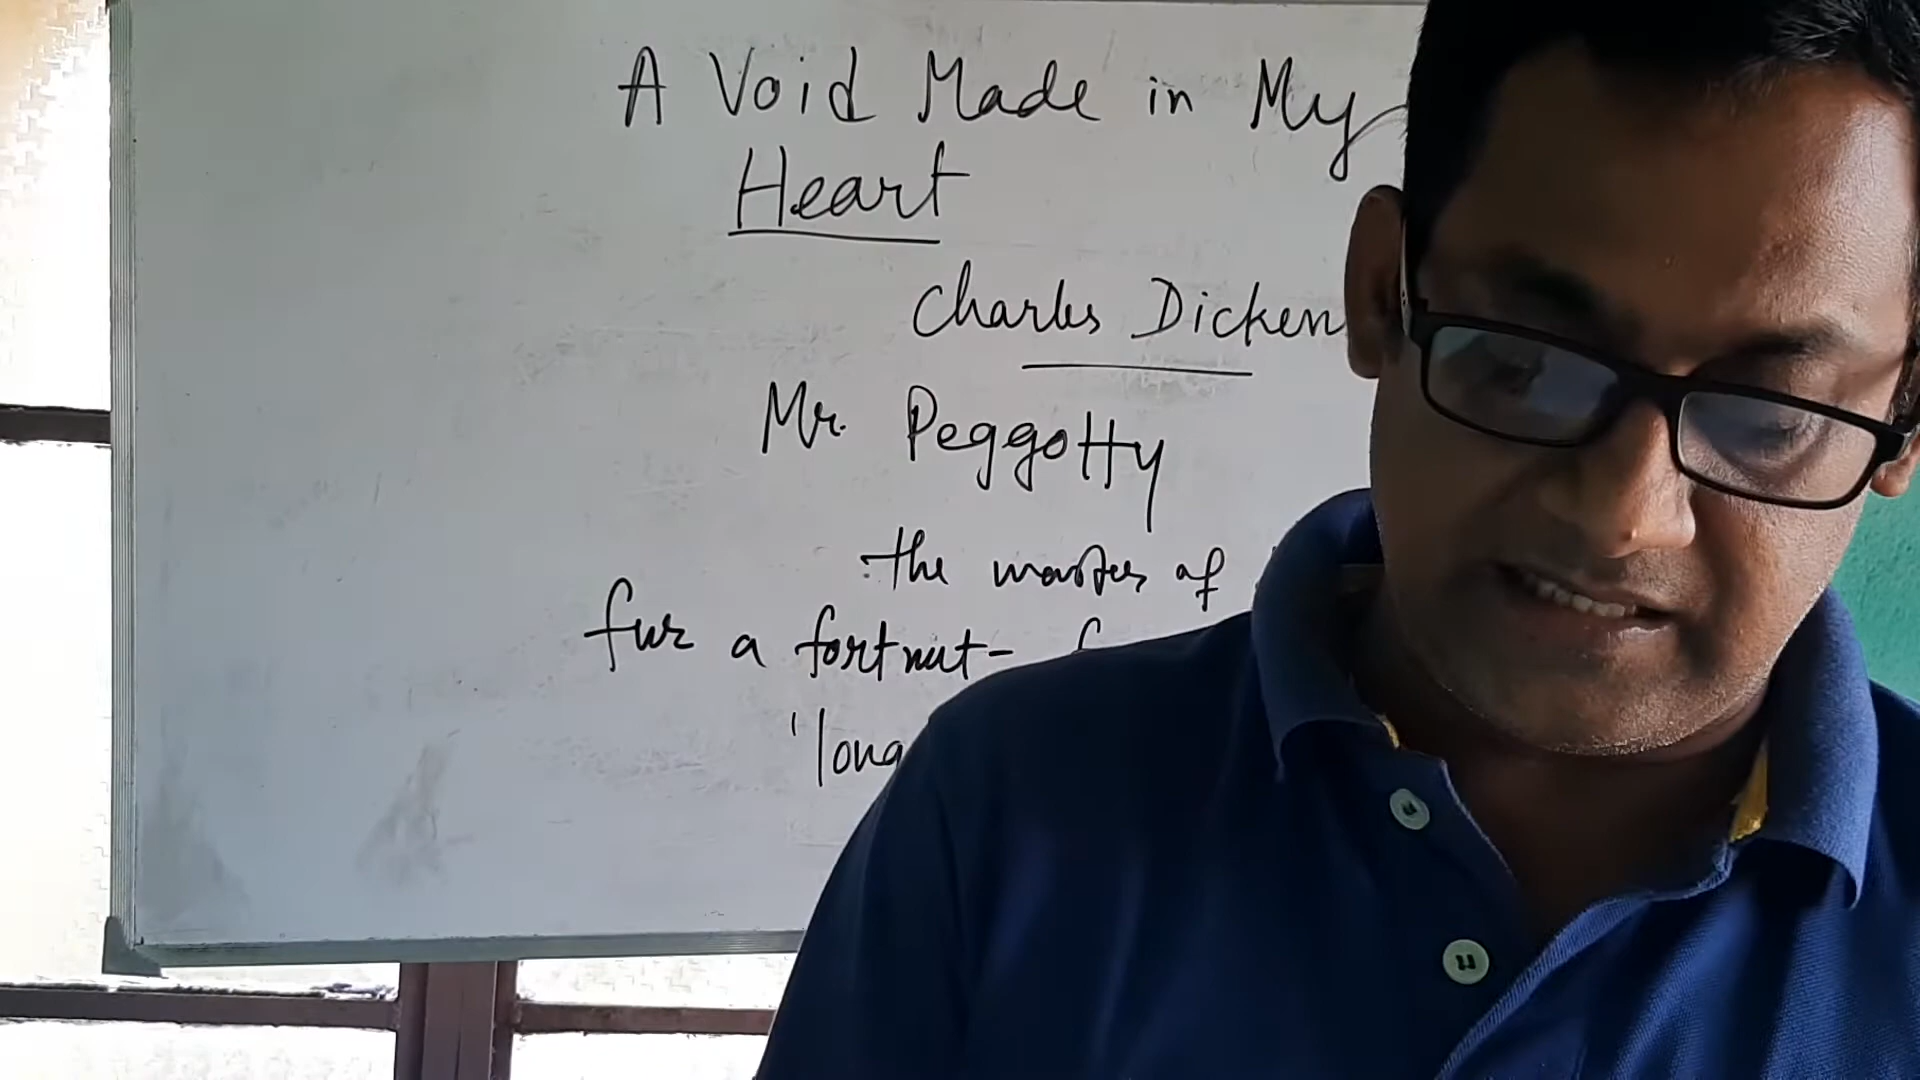 A Void Made in My
Heart
Charles Dicken
Mr. Peggotty
the master of
fur a fortnut-
'long